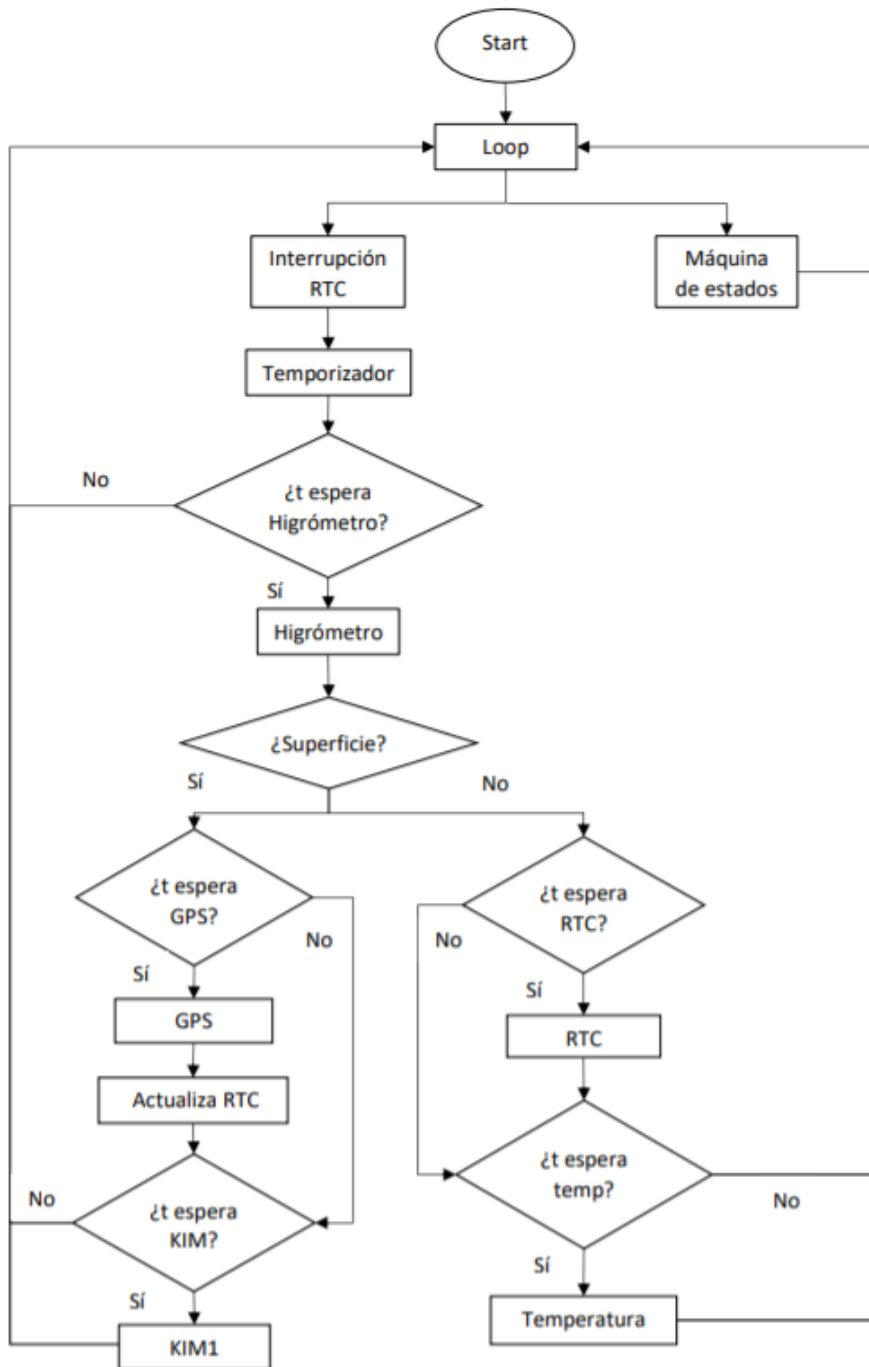 Start
Loop
Interrupción
RTC
Máquina
de estados
Temporizador
No
¿t espera
Higrómetro?
Sí
Higrómetro
¿Superficie?
Sí
No
¿t espera
GPS?
No
Sí
GPS
Actualiza RTC
No
¿t espera
KIM?
Sí
KIM1
¿t espera
RTC?
No
Sí
RTC
¿t espera
temp?
No
Sí
Temperatura